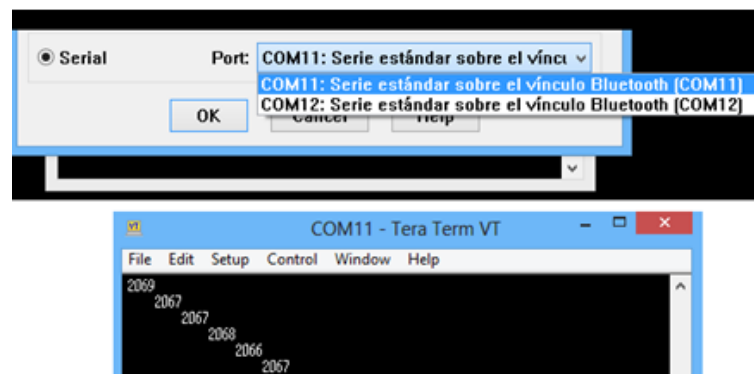 Serial Port: COM11: Serie estándar sobre el víncu
COM11: Serie estándar sobre el vínculo Bluetooth (COM11)
COM12: Serie estándar sobre el vínculo Bluetooth (COM12)
OK Cancel Help
COM11 - Tera Term VT
File Edit Setup Control Window Help
2069
2067
2067
2068
2066
2067